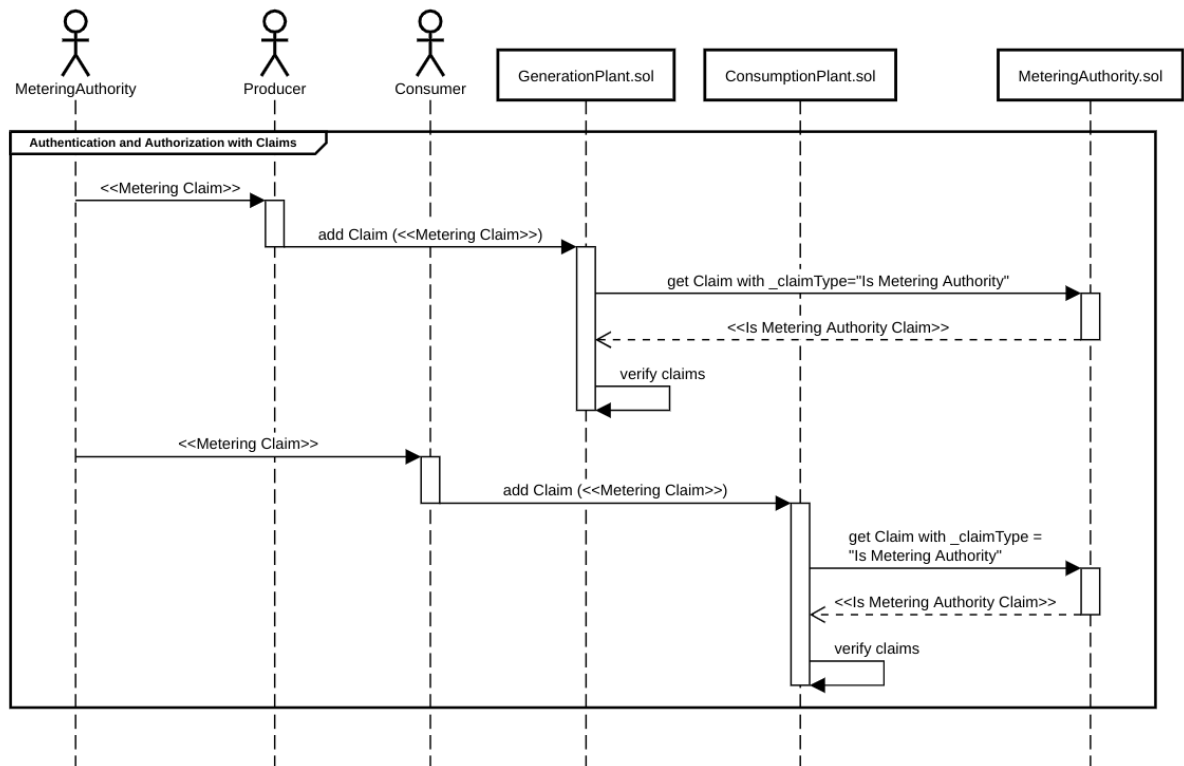 MeteringAuthority
Producer
Consumer
GenerationPlant.sol
ConsumptionPlant.sol
MeteringAuthority.sol
Authentication and Authorization with Claims
<<Metering Claim>>
add Claim (<<Metering Claim>>)
get Claim with _claimType="Is Metering Authority"
<<Is Metering Authority Claim>>
verify claims
<<Metering Claim>>
add Claim (<<Metering Claim>>)
get Claim with _claimType =
"Is Metering Authority"
<<Is Metering Authority Claim>>
verify claims